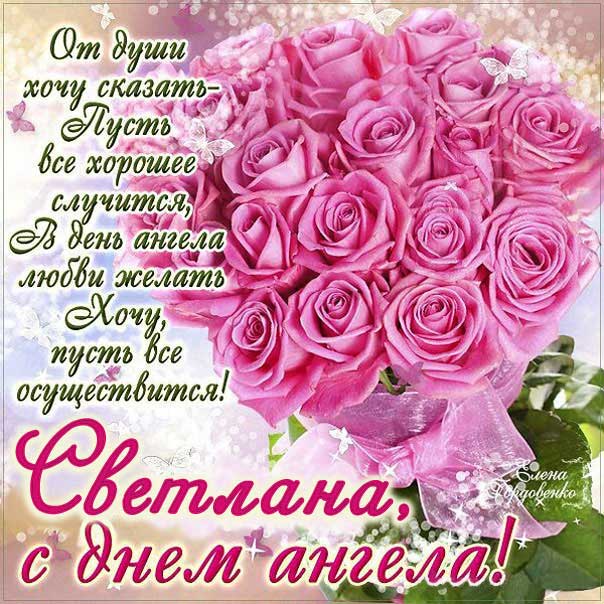 От души
хочу сказать-
Пусть
все хорошее
случится,
В день ангела
любви желать
Хочу,
пусть все
осуществится!
Светлана,
с днем ангела!
Елена
Гордовенко